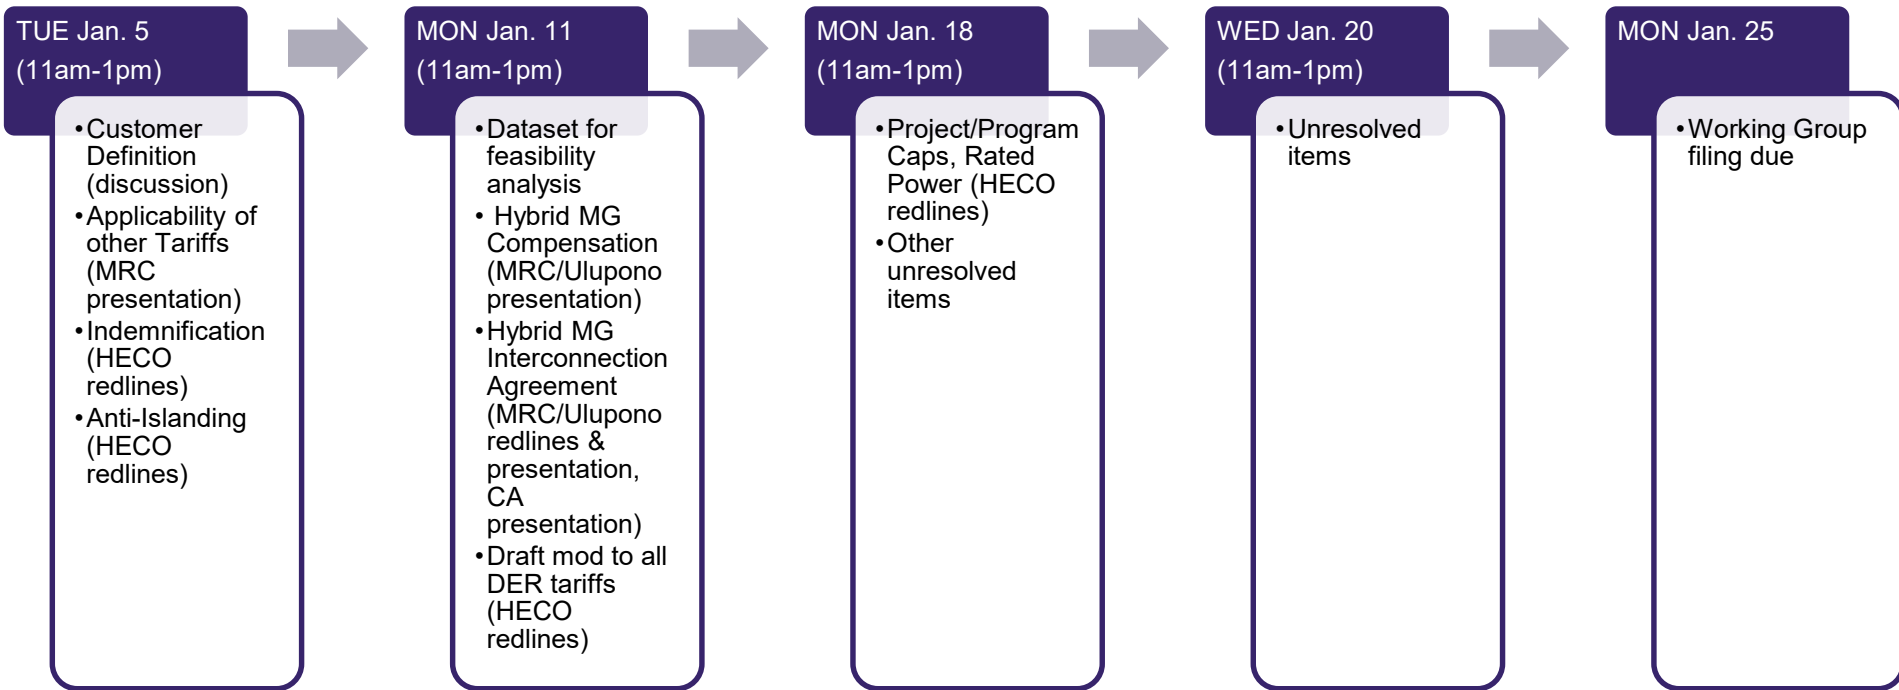 TUE Jan. 5
(11am-1pm)
•Customer
Definition
(discussion)
•Applicability of
other Tariffs
(MRC
presentation)
•Indemnification
(HECO
redlines)
•Anti-Islanding
(HECO
redlines)
MON Jan. 11
(11am-1pm)
•Dataset for
feasibility
analysis
• Hybrid MG
Compensation
(MRC/Ulupono
presentation)
•Hybrid MG
Interconnection
Agreement
(MRC/Ulupono
redlines &
presentation,
CA
presentation)
•Draft mod to all
DER tariffs
(HECO
redlines)
MON Jan. 18
(11am-1pm)
•Project/Program
Caps, Rated
Power (HECO
redlines)
•Other
unresolved
items
WED Jan. 20
(11am-1pm)
•Unresolved
items
MON Jan. 25
•Working Group
filing due